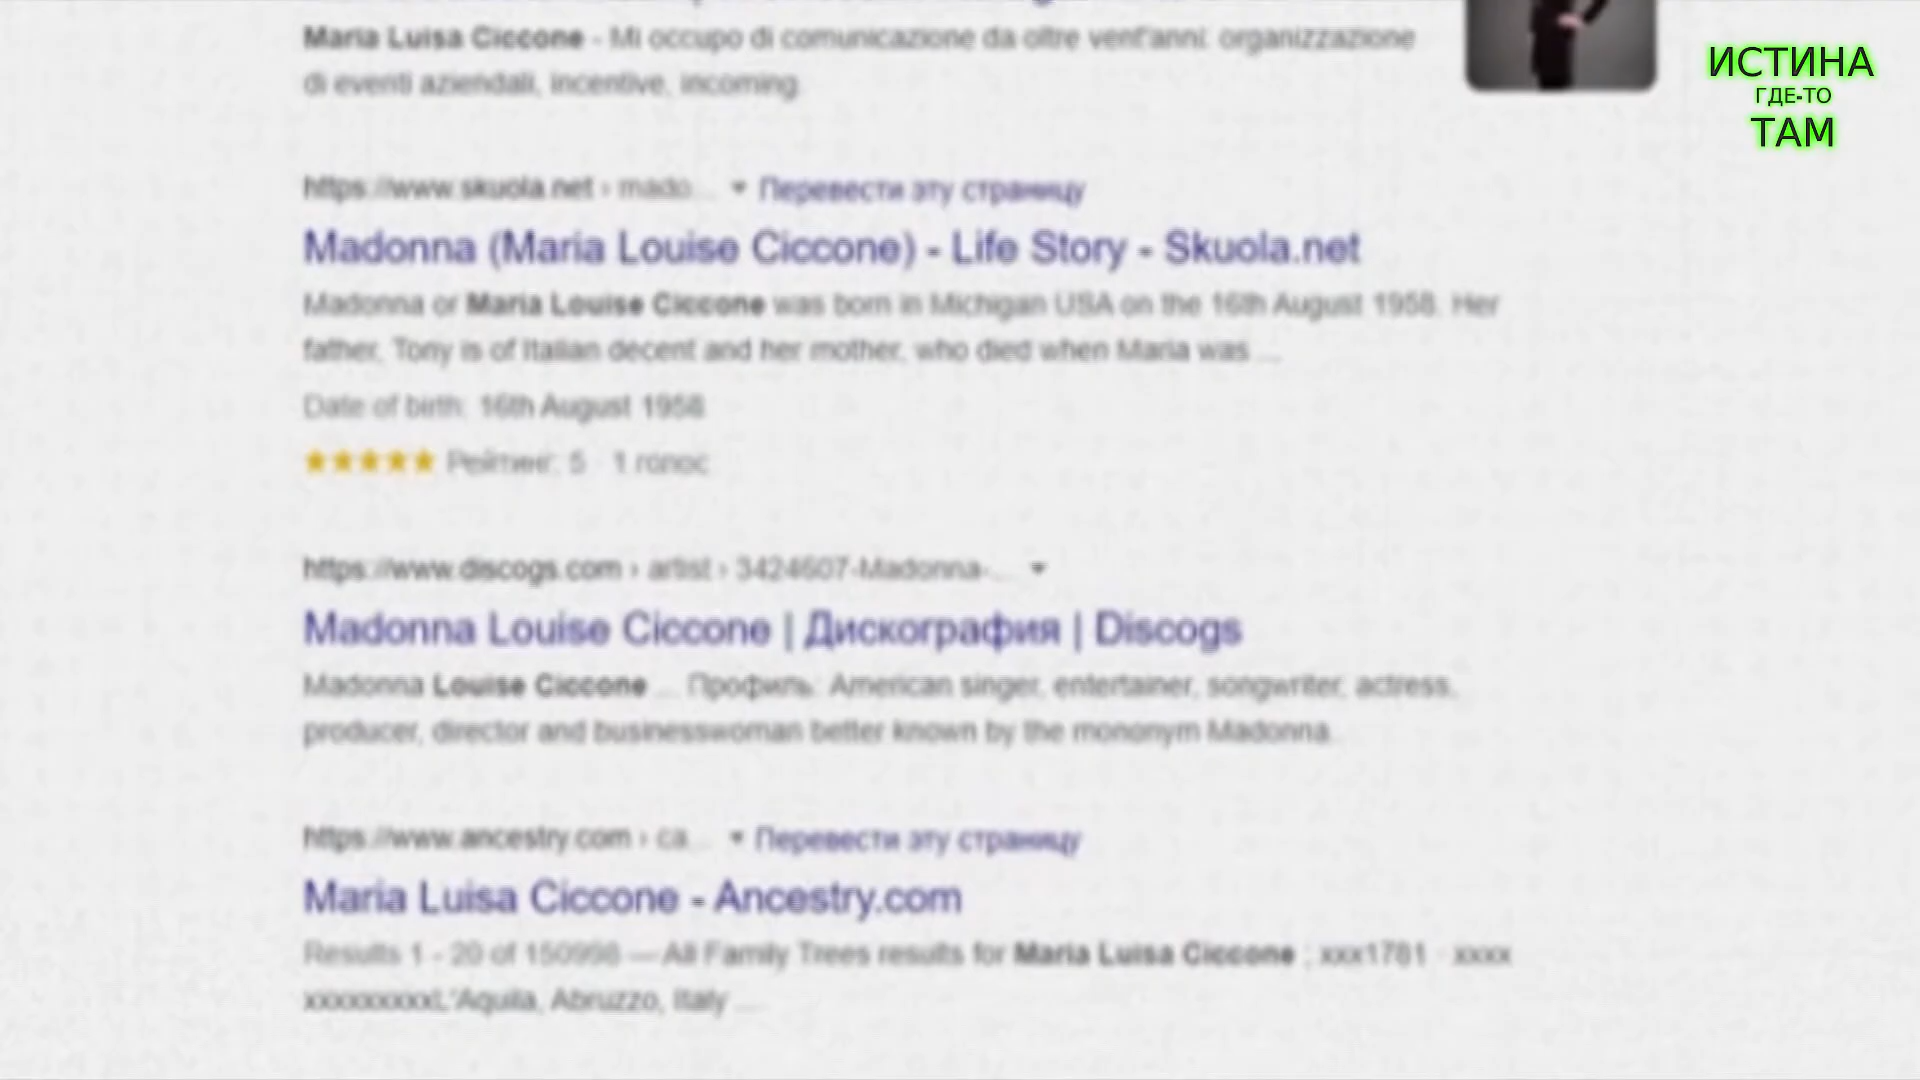 Maria Luisa Ciccone - Mi occupo di comunicazione da oltre vent'anni: organizzazione
di eventi aziendali, incentive, incoming.
ИСТИНА
ГДЕ-ТО
ТАМ
https://www.skuola.net › mado... Перевести эту страницу
Madonna (Maria Louise Ciccone) - Life Story - Skuola.net
Madonna or Maria Louise Ciccone was born in Michigan USA on the 16th August 1958. Her
father, Tony is of Italian decent and her mother, who died when Maria was ...
Date of birth: 16th August 1958
Рейтинг: 5 · 1 голос
https://www.discogs.com › artist › 3424607-Madonna-...
Madonna Louise Ciccone | Дискография | Discogs
Madonna Louise Ciccone ... Профиль: American singer, entertainer, songwriter, actress,
producer, director and businesswoman better known by the mononym Madonna.
https://www.ancestry.com › ca... Перевести эту страницу
Maria Luisa Ciccone - Ancestry.com
Results 1 - 20 of 150998 — All Family Trees results for Maria Luisa Ciccone ; xxx1781 · xxxx
xxxxxxxxxL'Aquila, Abruzzo, Italy ...